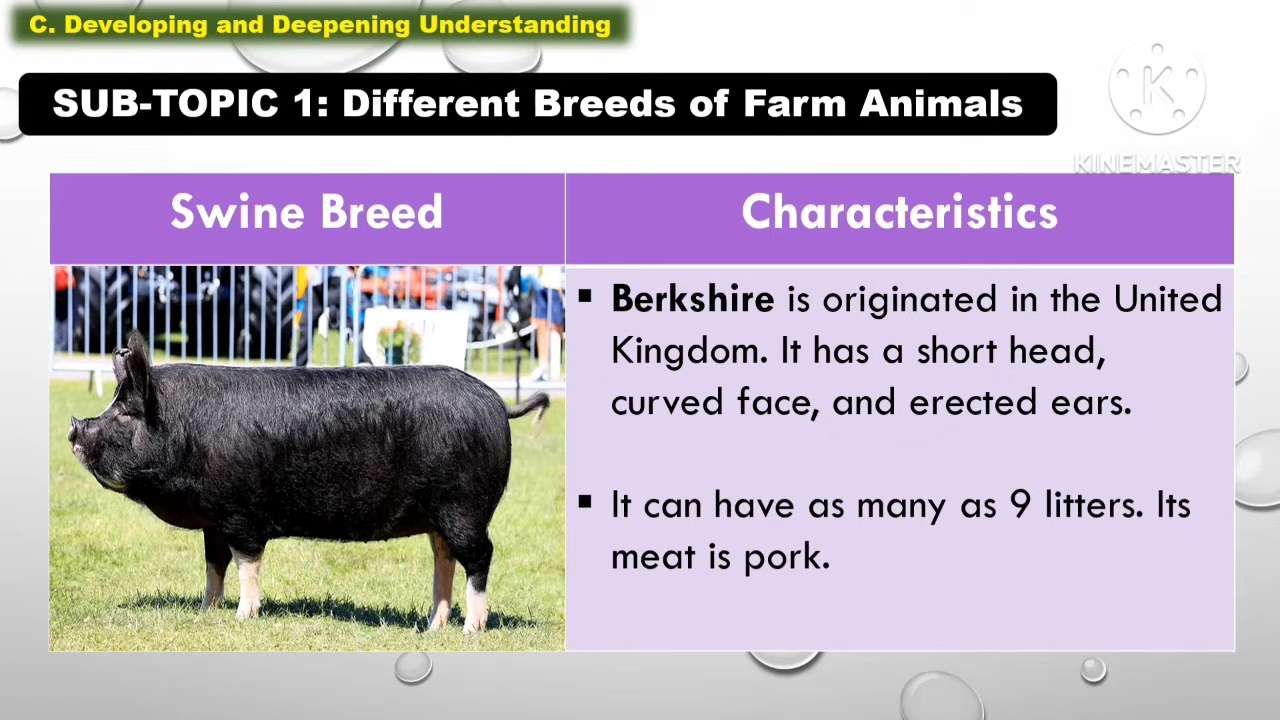 C. Developing and Deepening Understanding
SUB-TOPIC 1: Different Breeds of Farm Animals
K
KINEMASTER
Swine Breed
Characteristics
▪ Berkshire is originated in the United
Kingdom. It has a short head,
curved face, and erected ears.
▪ It can have as many as 9 litters. Its
meat is pork.